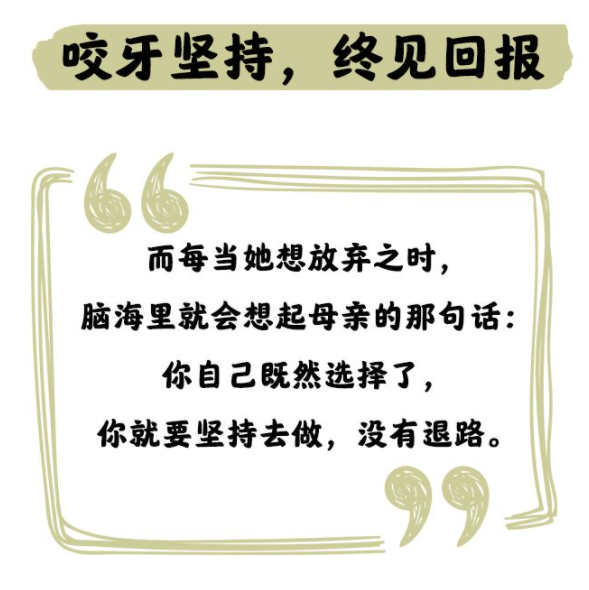 咬牙坚持，终见回报
而每当她想放弃之时，
脑海里就会想起母亲的那句话：
你自己既然选择了，
你就要坚持去做，没有退路。